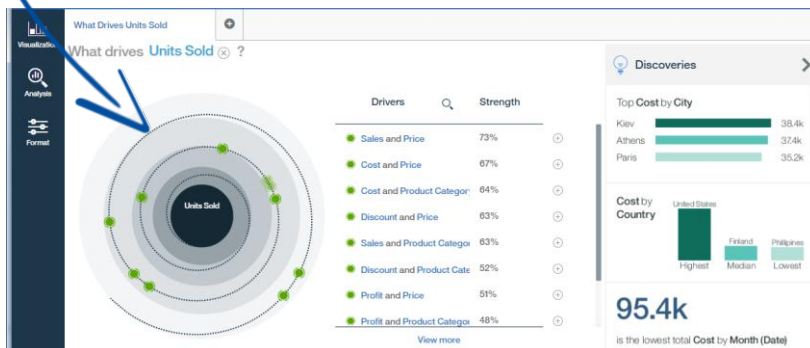 What Drives Units Sold
Visualization
What drives Units Sold ?
Analysis
Format
Units Sold
Drivers Strength
Sales and Price 73%
Cost and Price 67%
Cost and Product Categor 64%
Discount and Price 63%
Sales and Product Categor 63%
Discount and Product Cate 52%
Profit and Price 51%
Profit and Product Categor 48%
View more
Discoveries
Top Cost by City
Kiev 38.4k
Athens 37.4k
Paris 35.2k
Cost by
Country
United States
Finland
Philipines
Highest Median Lowest
95.4k
is the lowest total Cost by Month (Date)